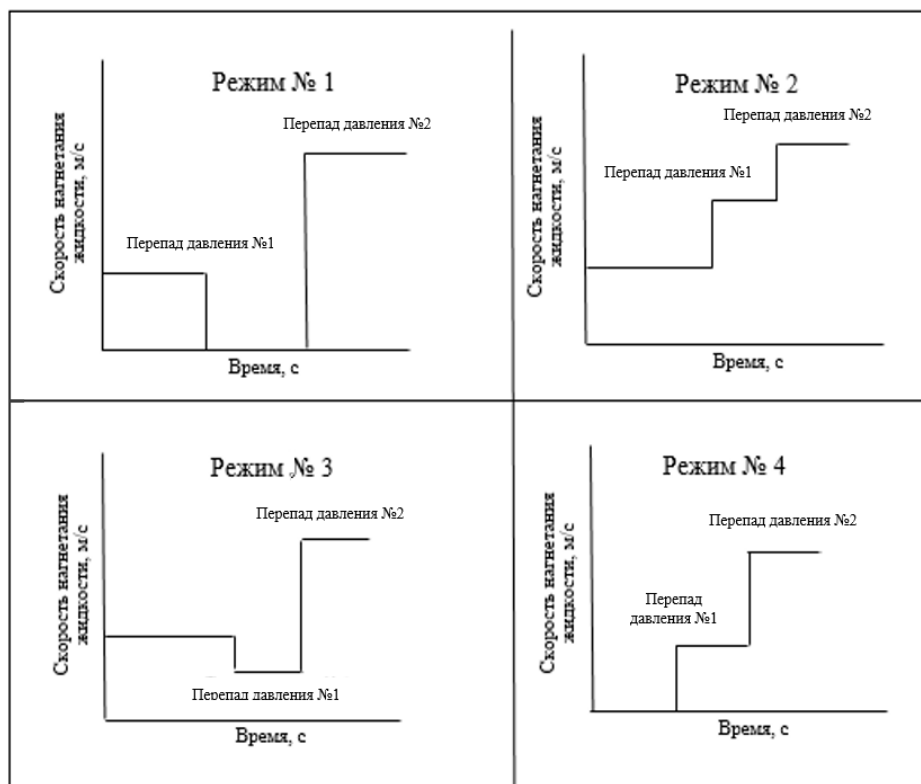 Режим № 1
Перепад давления №2
Перепад давления №1
Скорость нагнетания
жидкости, м/с
Время, с
Режим № 2
Перепад давления №2
Перепад давления №1
Скорость нагнетания
жидкости, м/с
Время, с
Режим № 3
Перепад давления №2
Скорость нагнетания
жидкости, м/с
Перепад давления №1
Время, с
Режим № 4
Перепад давления №2
Перепад
давления №1
Скорость нагнетания
жидкости, м/с
Время, с